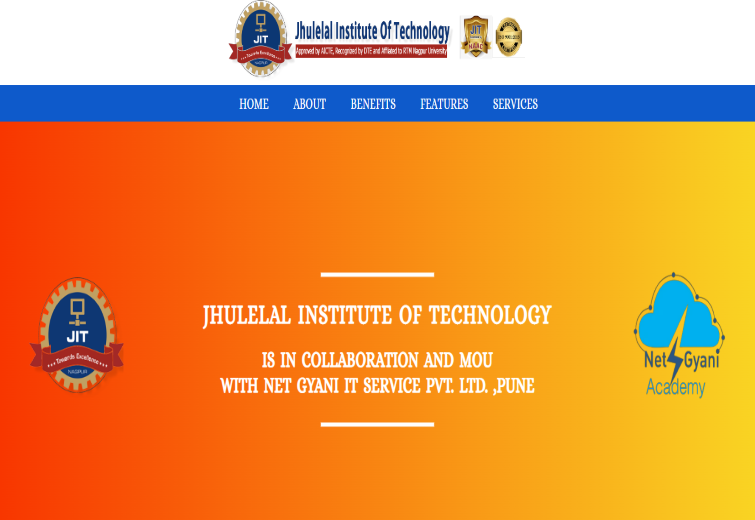 JIT
Towards Excellence
NAGPUR
Jhulelal Institute Of Technology
Approved by AICTE, Recognized by DTE and Affiliated to RTM Nagpur University
JIT
NAAC
HOME ABOUT BENEFITS FEATURES SERVICES
JHULELAL INSTITUTE OF TECHNOLOGY
IS IN COLLABORATION AND MOU
WITH NET GYANI IT SERVICE PVT. LTD. ,PUNE
JIT
..Towards Excellence..
NAGPUR
Net Gyani
Academy